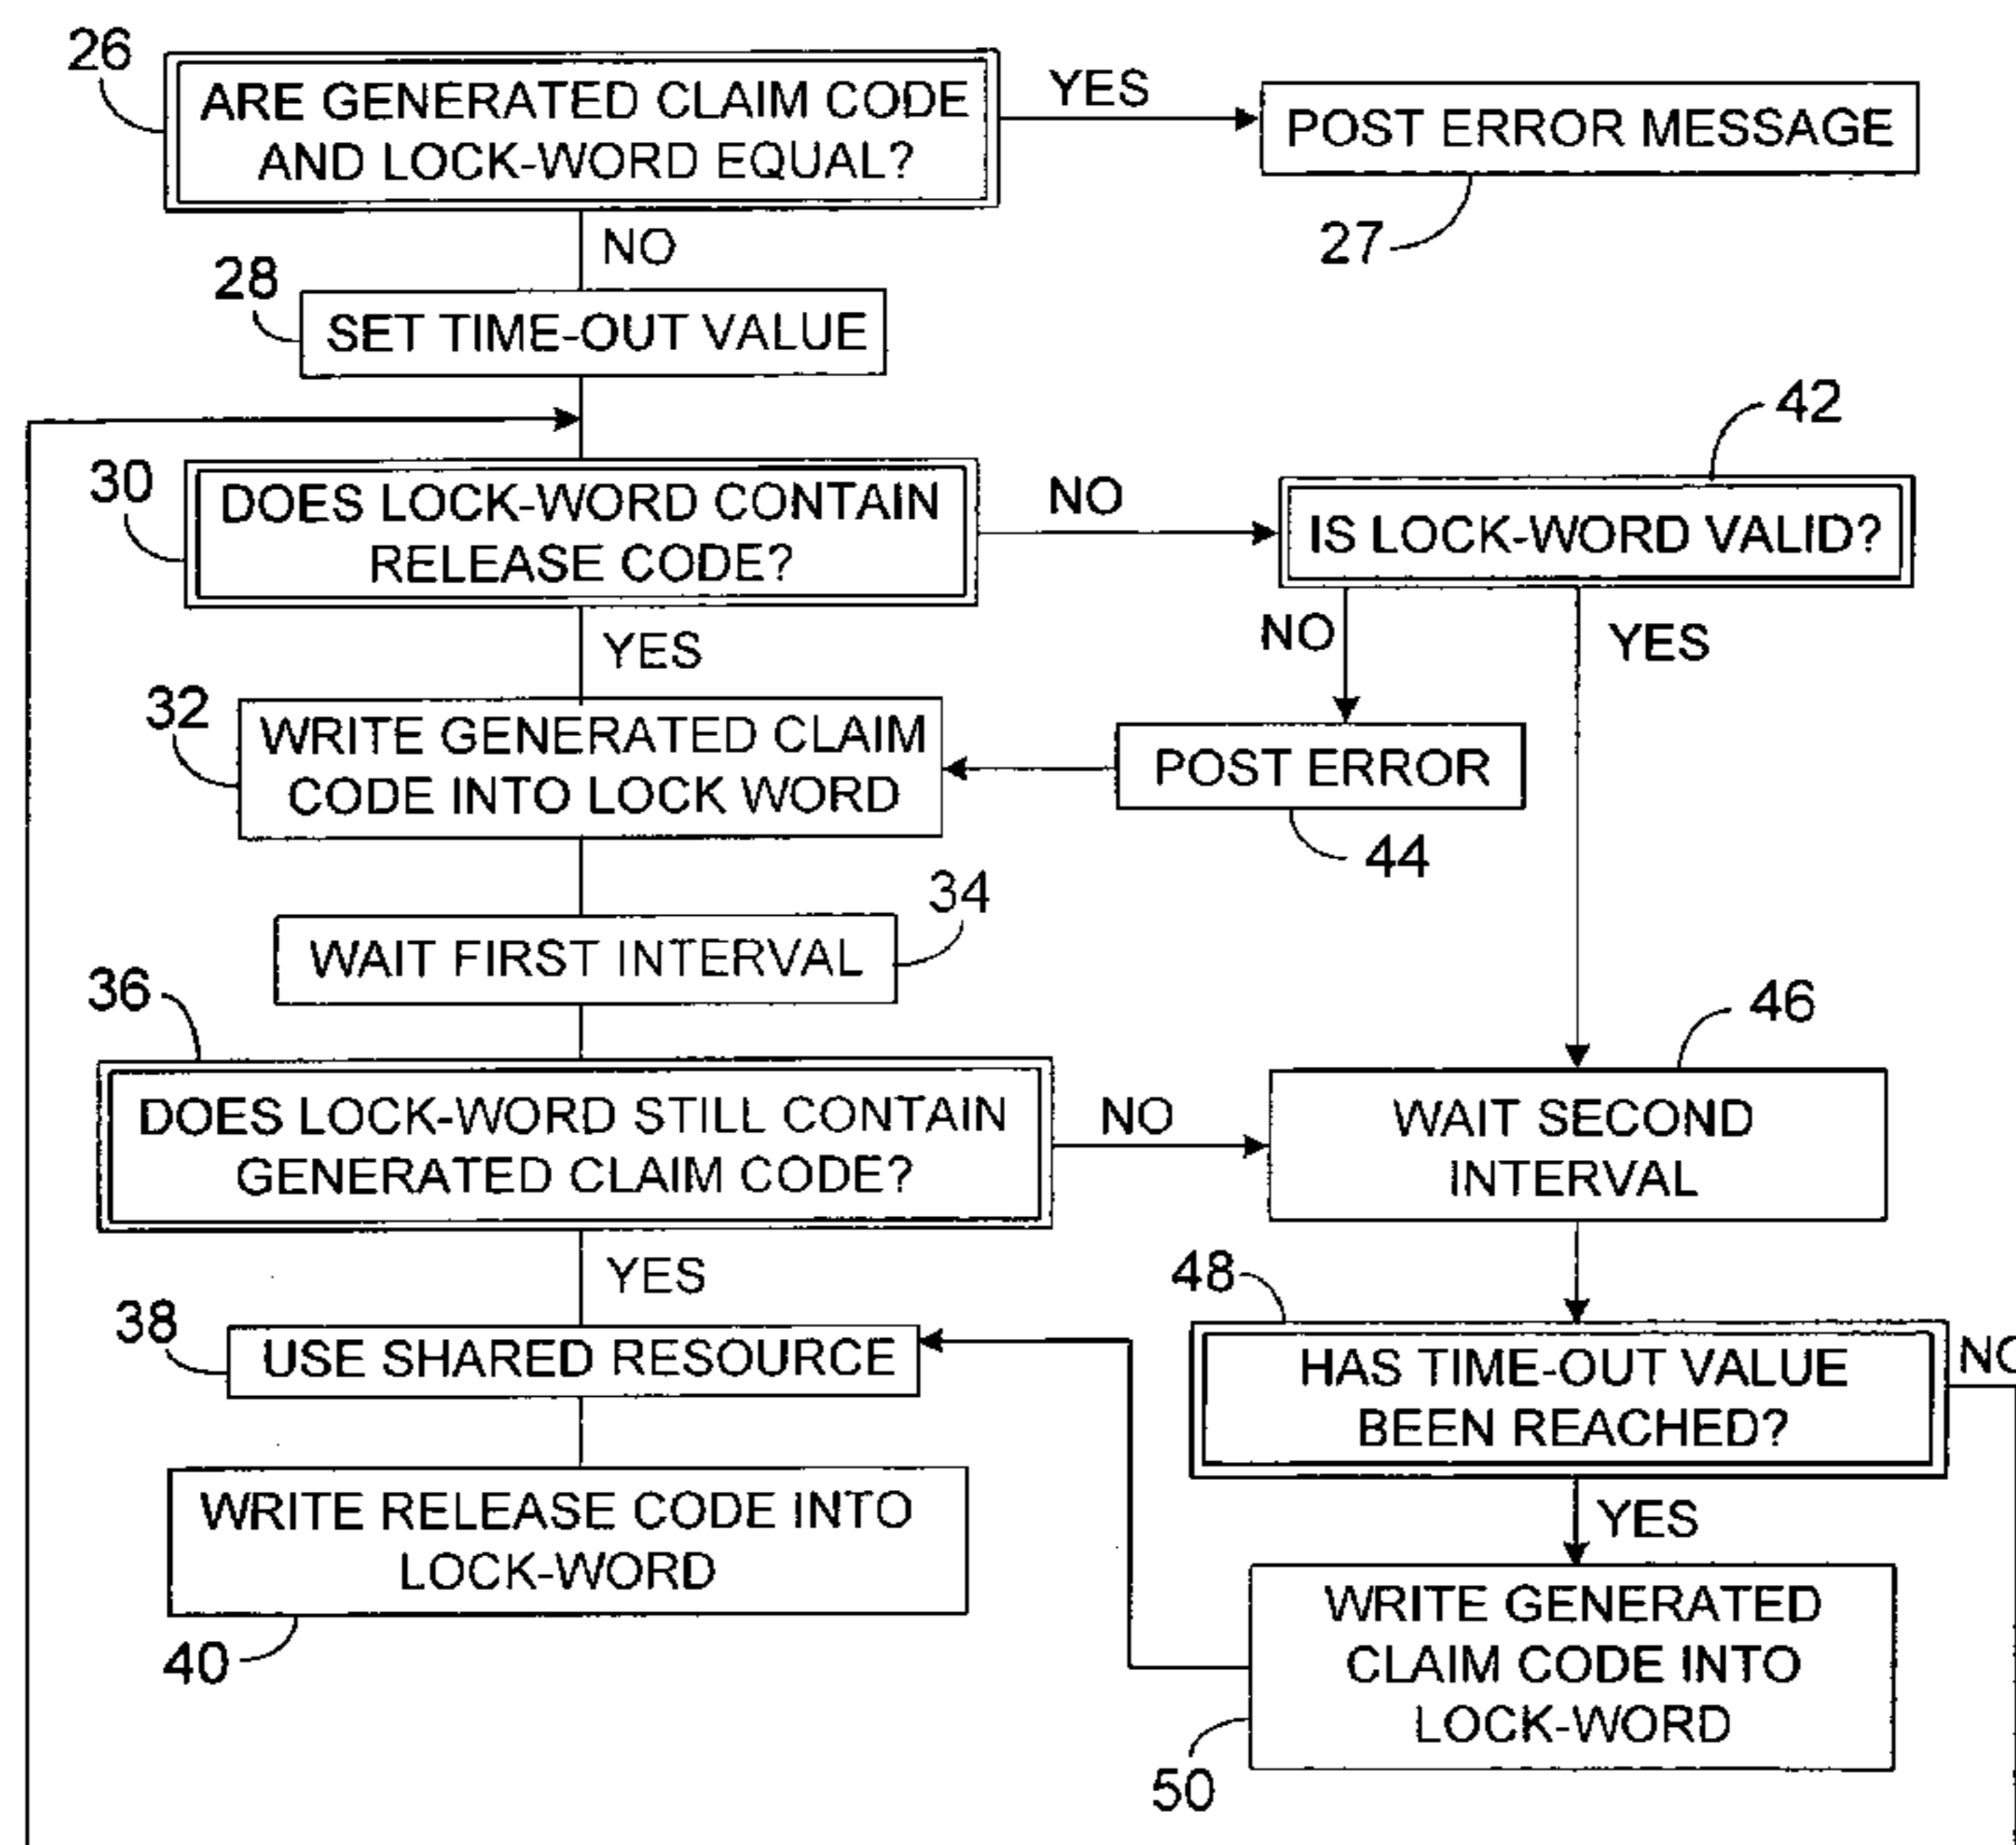 26
ARE GENERATED CLAIM CODE
AND LOCK-WORD EQUAL?
YES
POST ERROR MESSAGE
27
NO
28
SET TIME-OUT VALUE
42
30
DOES LOCK-WORD CONTAIN
RELEASE CODE?
NO
IS LOCK-WORD VALID?
YES
NO
YES
32
WRITE GENERATED CLAIM
CODE INTO LOCK WORD
POST ERROR
44
34
WAIT FIRST INTERVAL
36
46
DOES LOCK-WORD STILL CONTAIN
GENERATED CLAIM CODE?
NO
WAIT SECOND
INTERVAL
YES
48
38
USE SHARED RESOURCE
HAS TIME-OUT VALUE
BEEN REACHED?
NO
YES
WRITE RELEASE CODE INTO
LOCK-WORD
40
WRITE GENERATED
CLAIM CODE INTO
LOCK-WORD
50